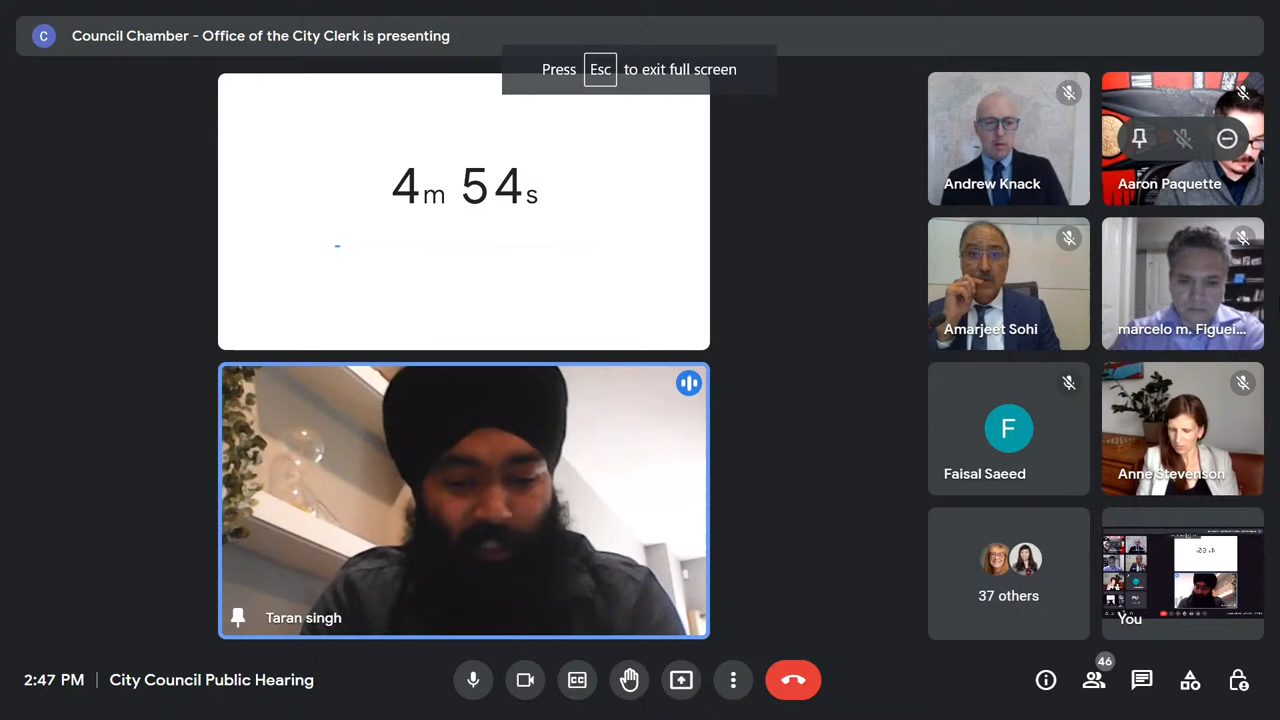 C Council Chamber - Office of the City Clerk is presenting
Press Esc to exit full screen
4m 54s
Taran singh
Andrew Knack
Aaron Paquette
Amarjeet Sohi
marcelo m. Figuei...
F
Faisal Saeed
Anne Stevenson
37 others
You
2:47 PM | City Council Public Hearing
CC
46